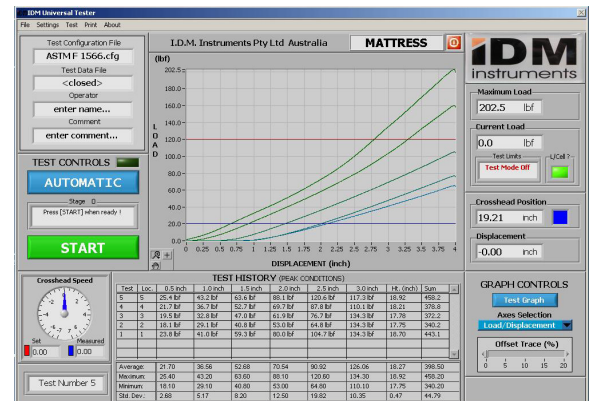 IDM Universal Tester
File Settings Test Print About
Test Configuration File
ASTM F 1566.cfg
Test Data File
<closed>
Operator
enter name...
Comment
enter comment...
TEST CONTROLS
AUTOMATIC
Stage 0
Press [START] when ready !
START
I.D.M. Instruments Pty Ltd Australia
MATTRESS
(lbf)
202.5
180.0
160.0
140.0
120.0
100.0
80.0
60.0
40.0
20.0
0.0
LOAD
0 0.25 0.5 0.75 1 1.25 1.5 1.75 2 2.25 2.5 2.75 3 3.25 3.5 3.75 4
DISPLACEMENT (inch)
IDM
instruments
Maximum Load
202.5 lbf
Current Load
0.0 lbf
Test Limits
Test Mode Off
L/Cell ?
Crosshead Position
19.21 inch
Displacement
-0.00 inch
Crosshead Speed
Set Measured
0.00 0.00
Test Number 5
TEST HISTORY (PEAK CONDITIONS)
Test Loc. 0.5 inch 1.0 inch 1.5 inch 2.0 inch 2.5 inch 3.0 inch Ht. (inch) Sum
5 5 25.4 lbf 43.2 lbf 63.6 lbf 88.1 lbf 120.6 lbf 117.3 lbf 18.92 458.2
4 4 21.7 lbf 36.7 lbf 52.7 lbf 69.7 lbf 87.8 lbf 110.1 lbf 18.21 378.8
3 3 19.5 lbf 32.8 lbf 47.0 lbf 61.9 lbf 76.7 lbf 134.3 lbf 17.78 372.2
2 2 18.1 lbf 29.1 lbf 40.8 lbf 53.0 lbf 64.8 lbf 134.3 lbf 17.75 340.2
1 1 23.8 lbf 41.0 lbf 59.3 lbf 80.0 lbf 104.7 lbf 134.3 lbf 18.70 443.1
Average: 21.70 36.56 52.68 70.54 90.92 126.06 18.27 398.50
Maximum: 25.40 43.20 63.60 88.10 120.60 134.30 18.92 458.20
Minimum: 18.10 29.10 40.80 53.00 64.80 110.10 17.75 340.20
Std. Dev.: 2.68 5.17 8.20 12.50 19.82 10.35 0.47 44.79
GRAPH CONTROLS
Test Graph
Axes Selection
Load/Displacement
Offset Trace (%)
0 5 10 15 20